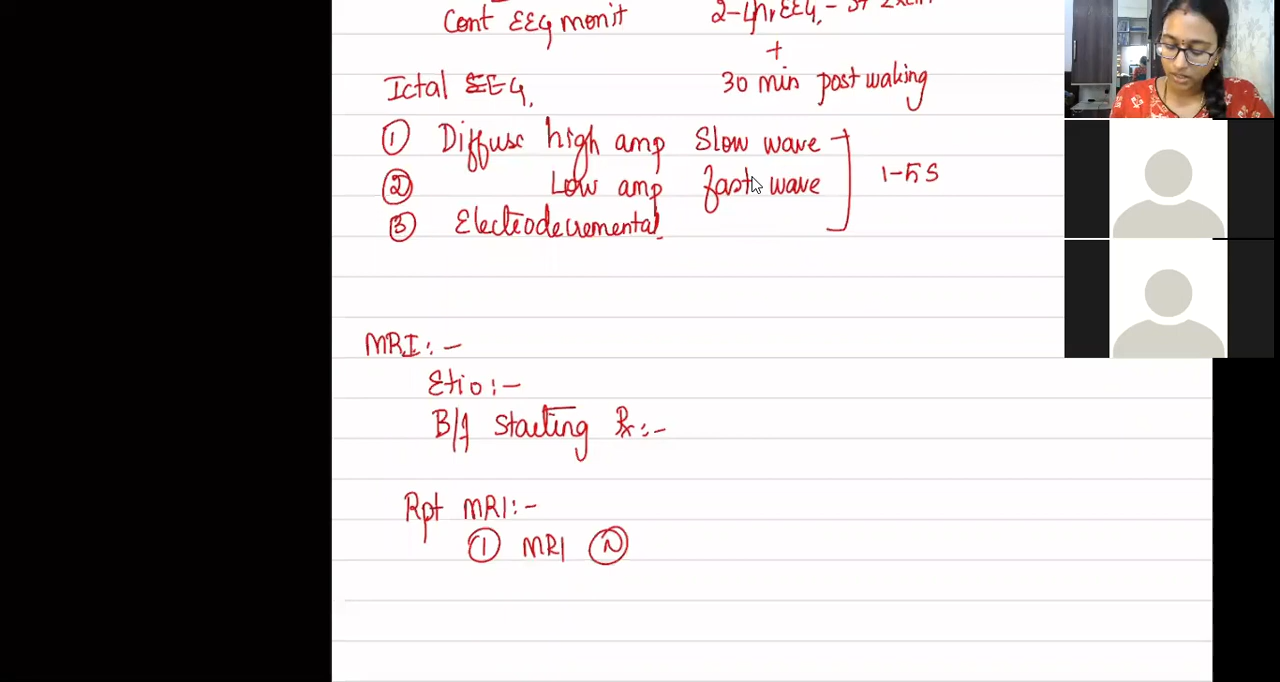 Cont EEG monit 2-4hr EEG,-
+
Ictal EEG, 30 min post waking
① Diffuse high amp Slow wave
② Low amp fast wave 1-5s
③ Electrodecremental
MRI:-
Etio:-
B/f Starting Rx:-
Rpt MRI:-
① MRI Ⓝ